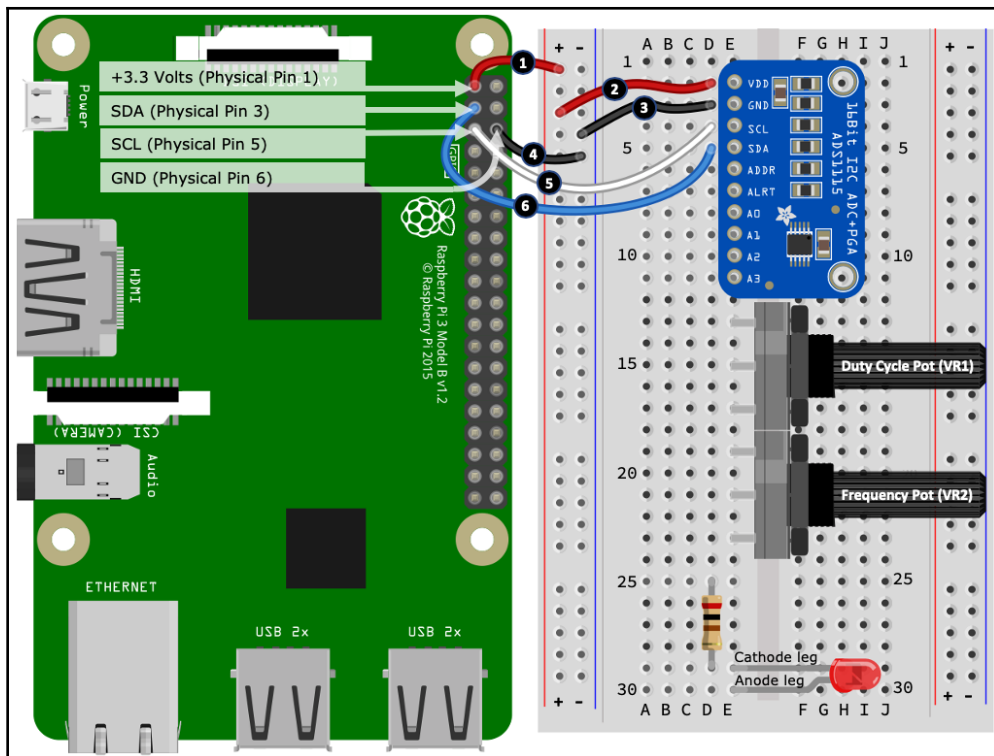 +3.3 Volts (Physical Pin 1)
SDA (Physical Pin 3)
SCL (Physical Pin 5)
GND (Physical Pin 6)
Power
HDMI
CSI (CAMERA)
Audio
ETHERNET
USB 2x
USB 2x
Raspberry Pi 3 Model B v1.2
© Raspberry Pi 2015
1
2
3
4
5
6
+ -
A B C D E
F G H I J
+ -
1
5
10
15
20
25
30
1
5
10
15
20
25
30
VDD
GND
SCL
SDA
ADDR
ALRT
A0
A1
A2
A3
16Bit I2C ADC+PGA
ADS1115
Duty Cycle Pot (VR1)
Frequency Pot (VR2)
Cathode leg
Anode leg
+ -
A B C D E
F G H I J
+ -